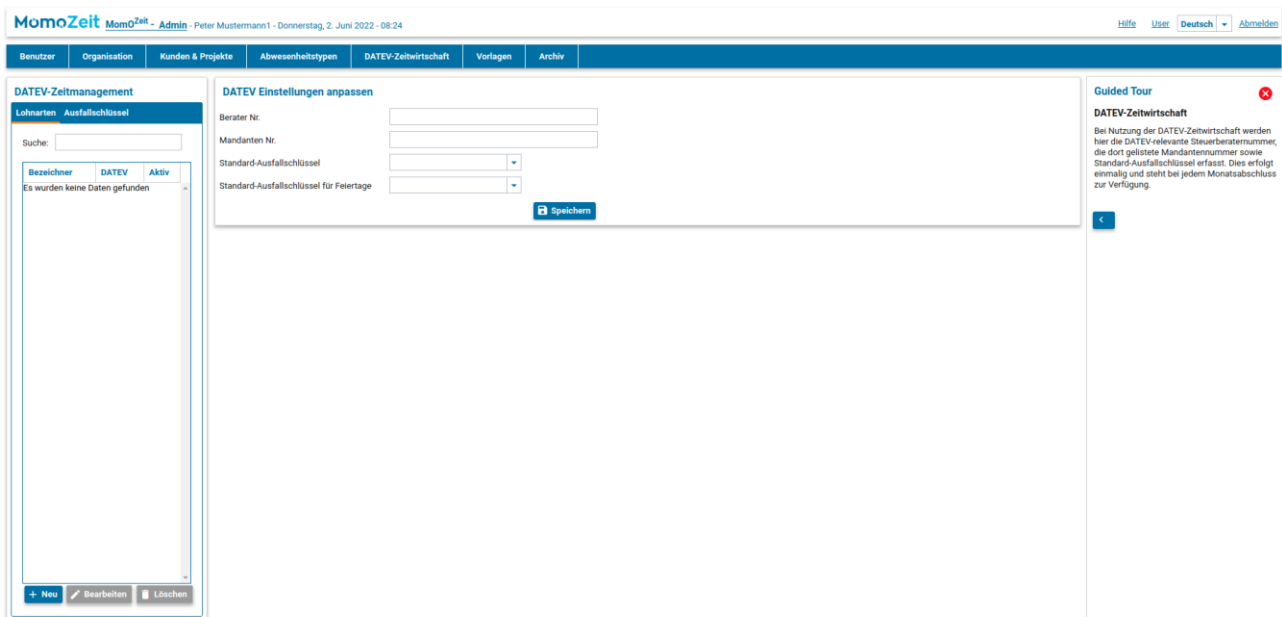 MomoZeit MomOZeit - Admin - Peter Mustermann1 - Donnerstag, 2. Juni 2022 - 08:24
Hilfe User Deutsch Abmelden
Benutzer Organisation Kunden & Projekte Abwesenheitstypen DATEV-Zeitwirtschaft Vorlagen Archiv
DATEV-Zeitmanagement
Lohnarten Ausfallschlüssel
Suche:
Bezeichner DATEV Aktiv
Es wurden keine Daten gefunden
+ Neu Bearbeiten Löschen
DATEV Einstellungen anpassen
Berater Nr.
Mandanten Nr.
Standard-Ausfallschlüssel
Standard-Ausfallschlüssel für Feiertage
Speichern
Guided Tour
DATEV-Zeitwirtschaft
Bei Nutzung der DATEV-Zeitwirtschaft werden
hier die DATEV-relevante Steuerberaternummer,
die dort gelistete Mandantennummer sowie
Standard-Ausfallschlüssel erfasst. Dies erfolgt
einmalig und steht bei jedem Monatsabschluss
zur Verfügung.